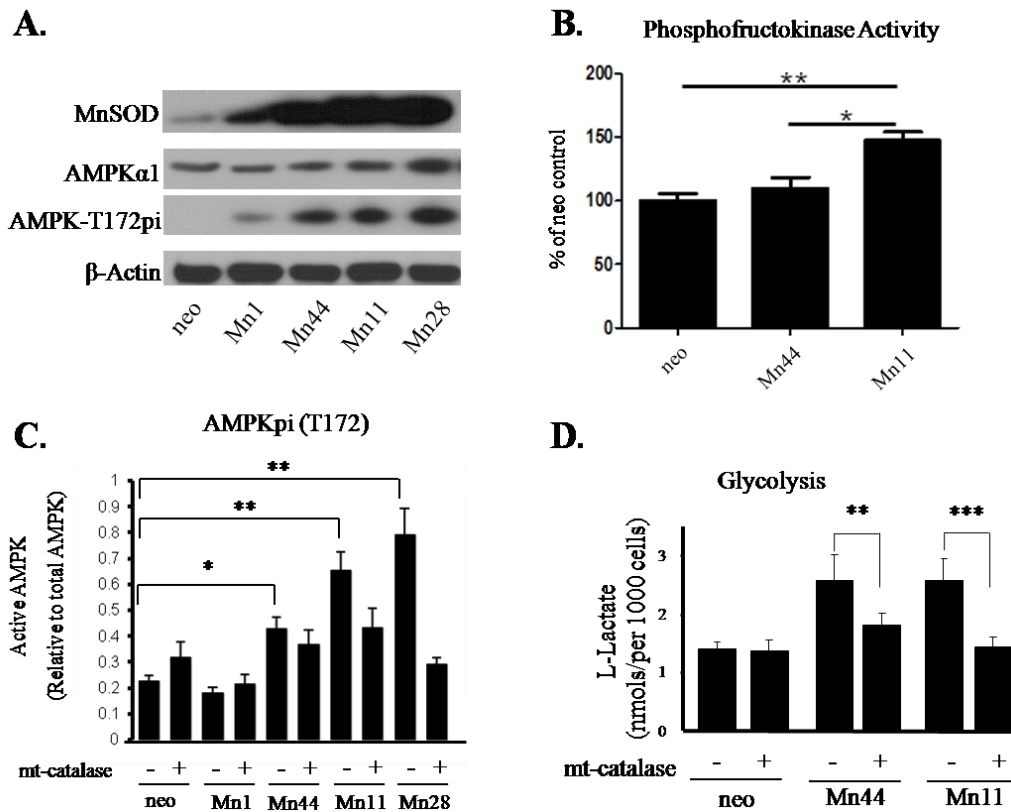 A.
MnSOD
AMPKα1
AMPK-T172pi
β-Actin
neo Mn1 Mn44 Mn11 Mn28
B.
Phosphofructokinase Activity
% of neo control
200
150
100
50
0
**
*
neo Mn44 Mn11
C.
AMPKpi (T172)
Active AMPK
(Relative to total AMPK)
1
0.9
0.8
0.7
0.6
0.5
0.4
0.3
0.2
0.1
0
**
**
*
mt-catalase - + - + - + - + - +
neo Mn1 Mn44 Mn11 Mn28
D.
Glycolysis
L-Lactate
(nmols/per 1000 cells)
3
2
1
0
** ***
mt-catalase - + - + - +
neo Mn44 Mn11